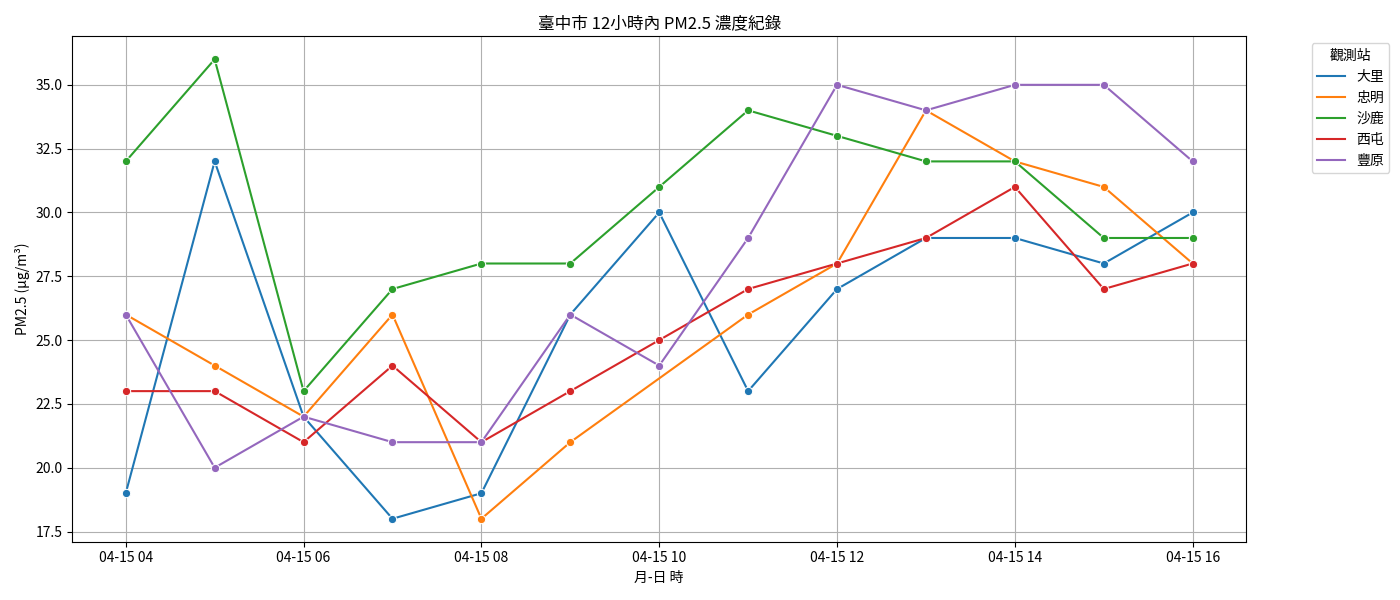 臺中市 12小時內 PM2.5 濃度紀錄
PM2.5 (μg/m³)
35.0
32.5
30.0
27.5
25.0
22.5
20.0
17.5
04-15 04
04-15 06
04-15 08
04-15 10
04-15 12
04-15 14
04-15 16
月-日 時
觀測站
大里
忠明
沙鹿
西屯
豐原